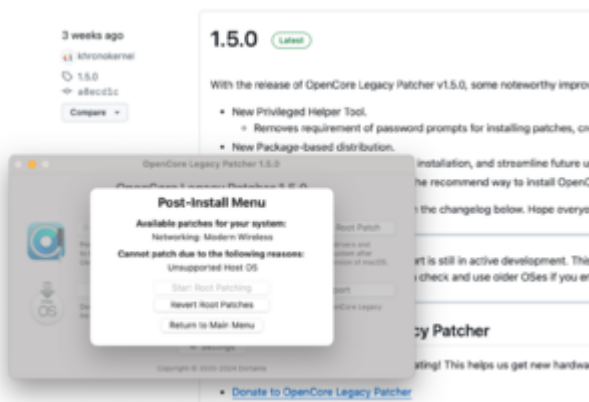 3 weeks ago
khronokernel
1.5.0
a8ecd1c
Compare
1.5.0 Latest
With the release of OpenCore Legacy Patcher v1.5.0, some noteworthy improv
• New Privileged Helper Tool.
Removes requirement of password prompts for installing patches, cr
• New Package-based distribution.
installation, and streamline future u
he recommend way to install OpenC
the changelog below. Hope everyo
rt is still in active development. This
check and use older OSes if you en
cy Patcher
ating! This helps us get new hardwa
• Donate to OpenCore Legacy Patcher
OpenCore Legacy Patcher 1.5.0
Post-Install Menu
Available patches for your system:
Networking: Modern Wireless
Cannot patch due to the following reasons:
Unsupported Host OS
Start Root Patching
Revert Root Patches
Return to Main Menu
Root Patch
Settings
Copyright © 2020-2024 Dortania